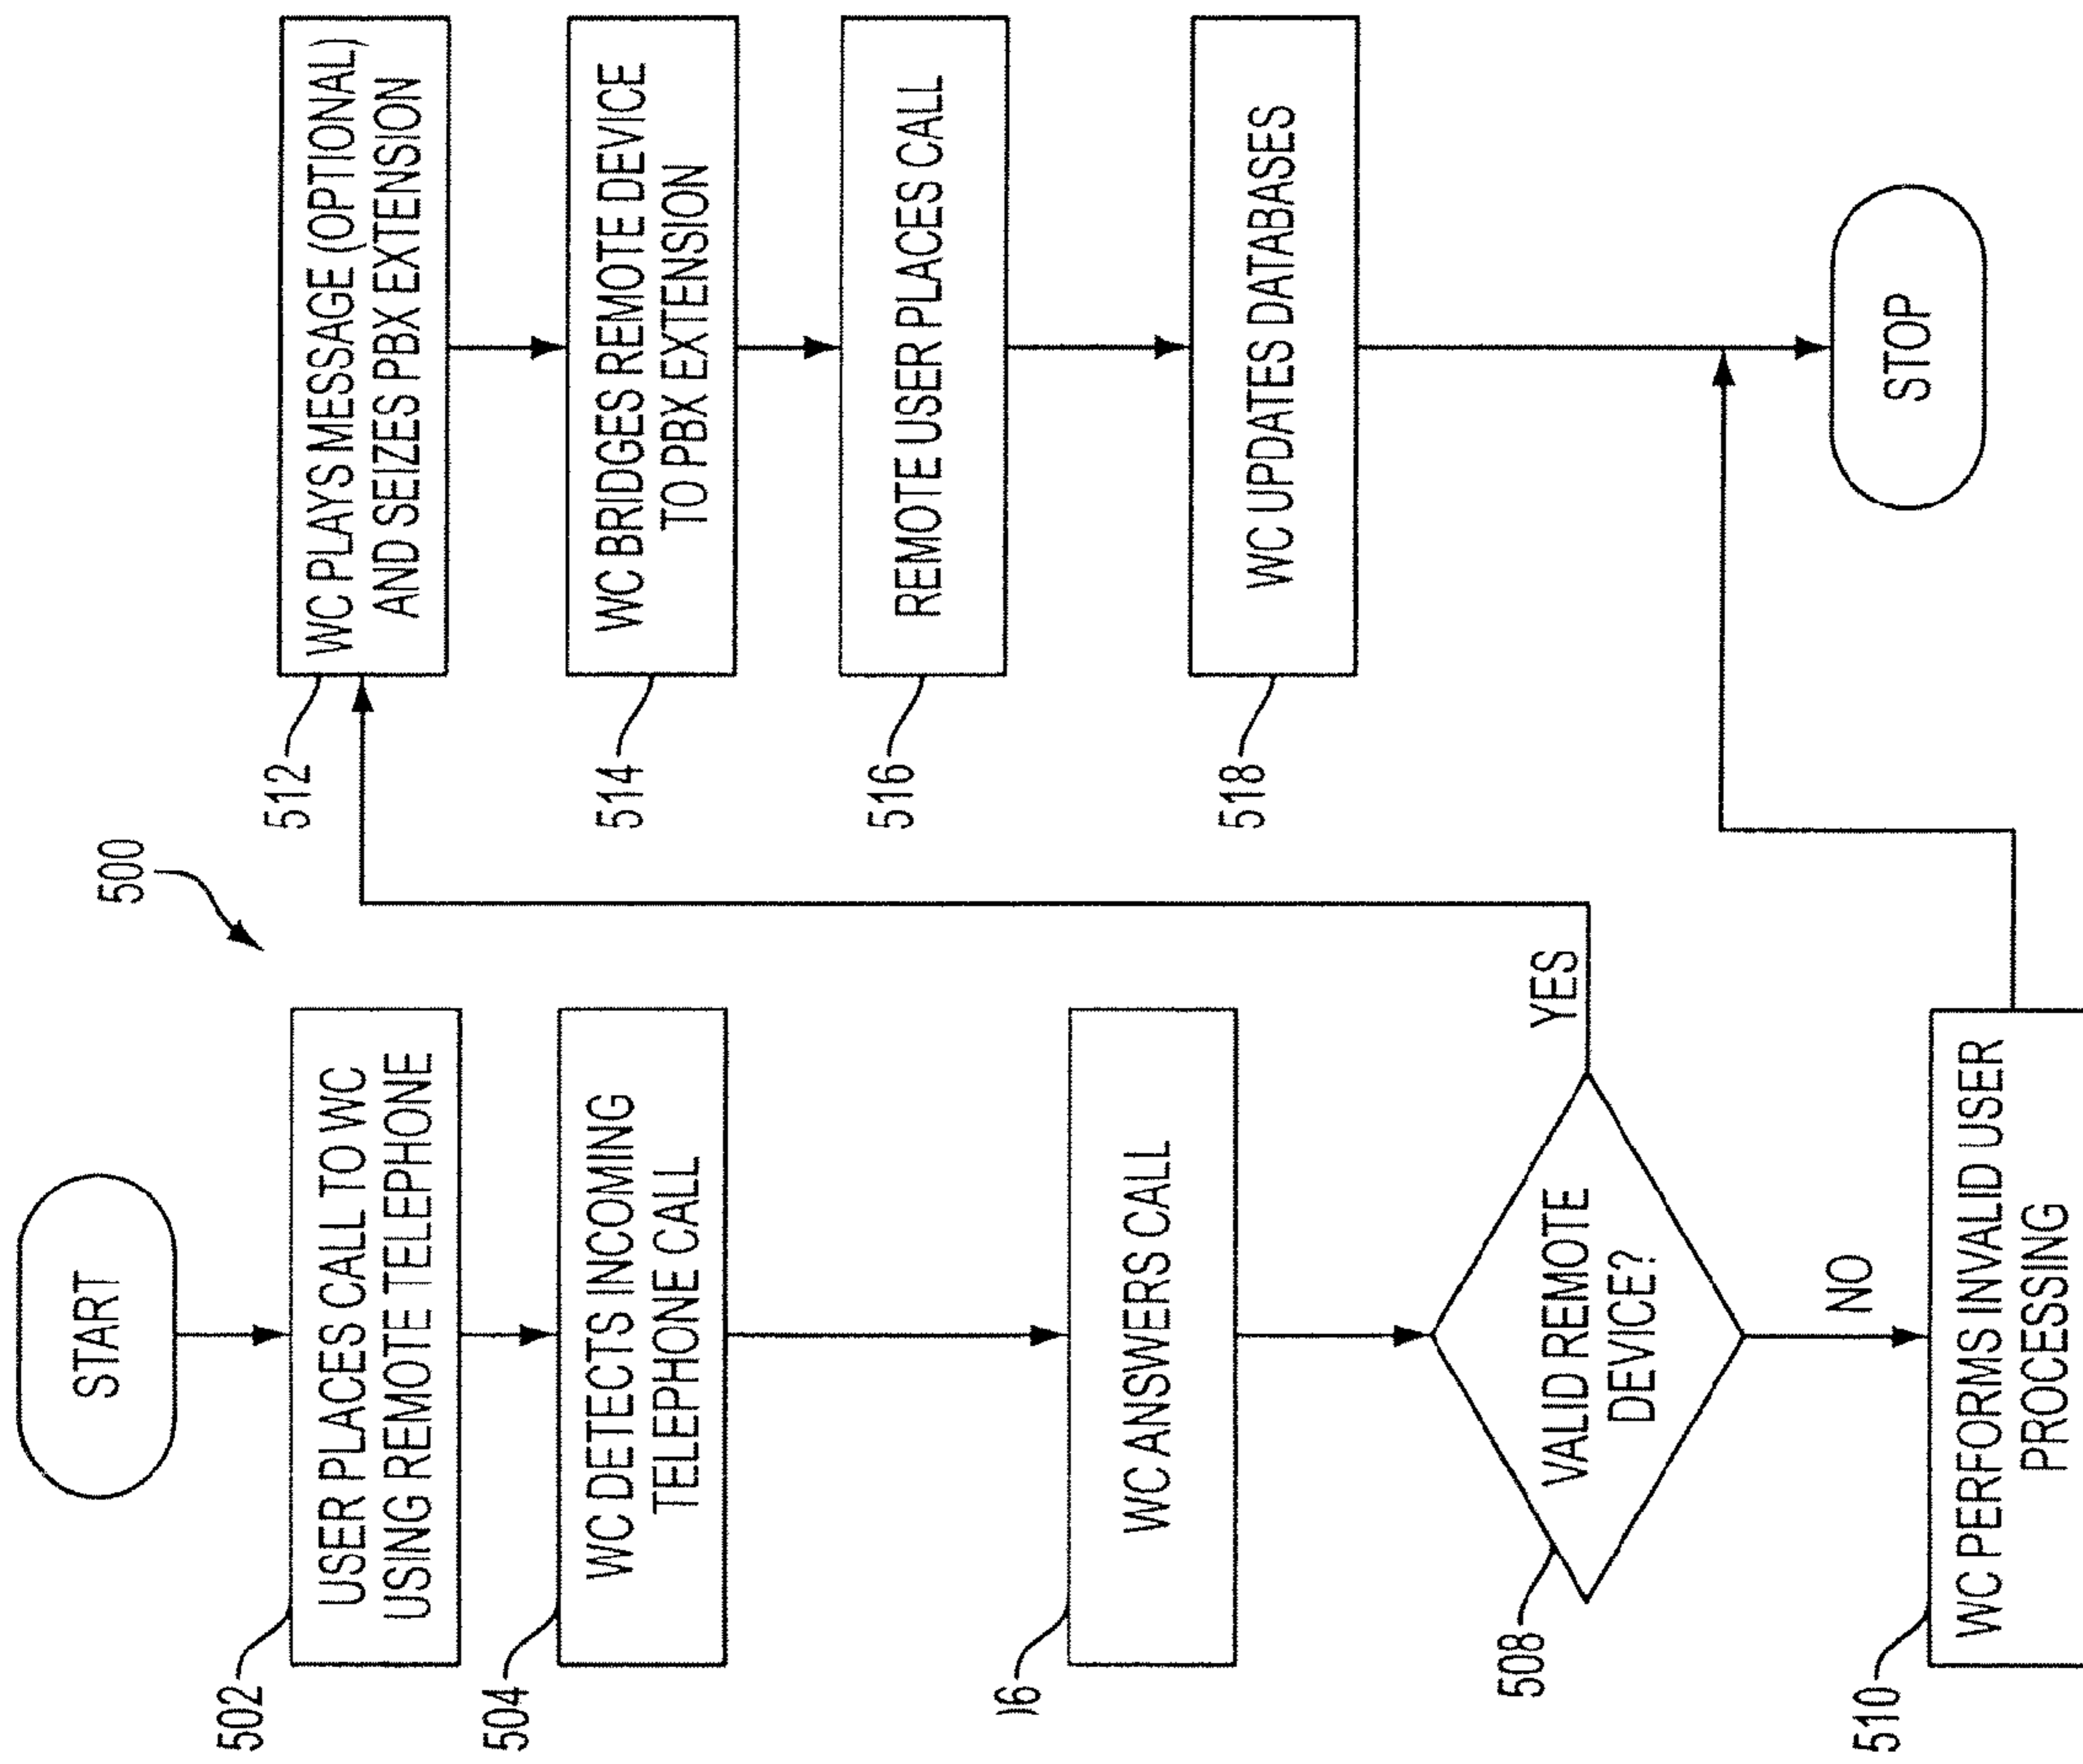 500
START
502
USER PLACES CALL TO WC
USING REMOTE TELEPHONE
504
WC DETECTS INCOMING
TELEPHONE CALL
06
WC ANSWERS CALL
508
VALID REMOTE
DEVICE?
YES
NO
510
WC PERFORMS INVALID USER
PROCESSING
512
WC PLAYS MESSAGE (OPTIONAL)
AND SEIZES PBX EXTENSION
514
WC BRIDGES REMOTE DEVICE
TO PBX EXTENSION
516
REMOTE USER PLACES CALL
518
WC UPDATES DATABASES
STOP